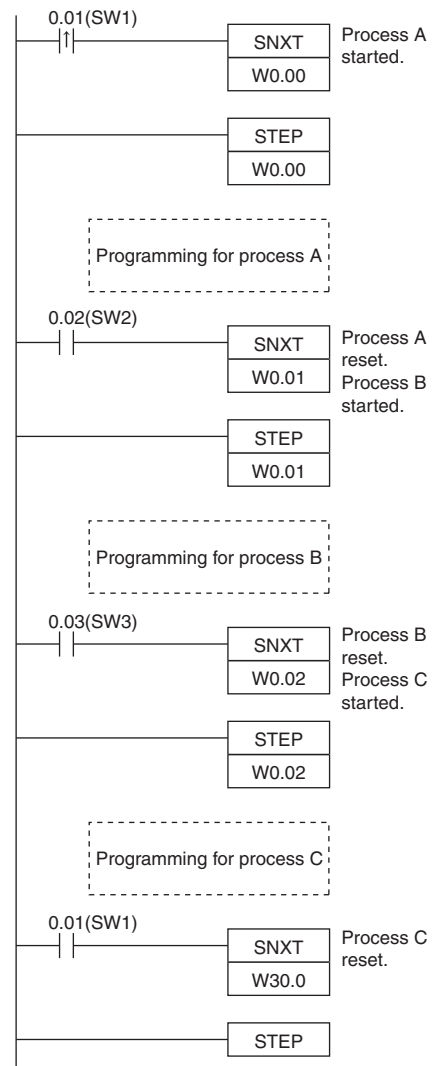 0.01(SW1)
SNXT
W0.00
Process A
started.
STEP
W0.00
Programming for process A
0.02(SW2)
SNXT
W0.01
Process A
reset.
Process B
started.
STEP
W0.01
Programming for process B
0.03(SW3)
SNXT
W0.02
Process B
reset.
Process C
started.
STEP
W0.02
Programming for process C
0.01(SW1)
SNXT
W30.0
Process C
reset.
STEP